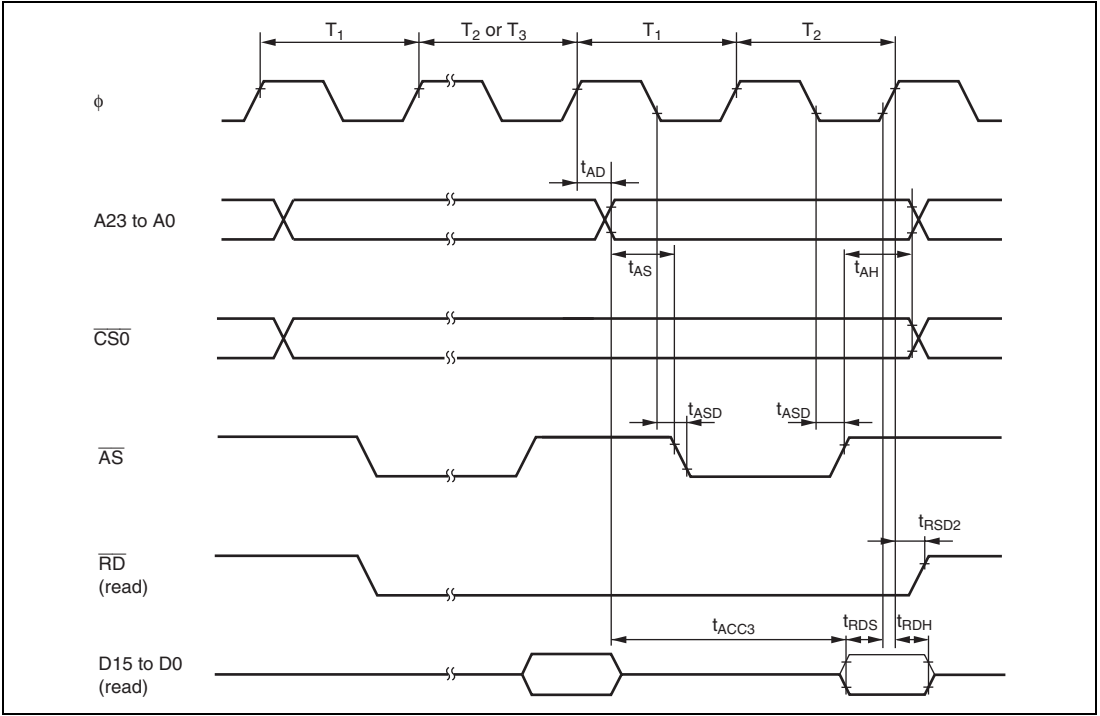 T1 T2 or T3 T1 T2
ϕ
tAD
A23 to A0
tAS tAH
CS0
tASD tASD
AS
tRSD2
RD
(read)
tACC3 tRDS tRDH
D15 to D0
(read)